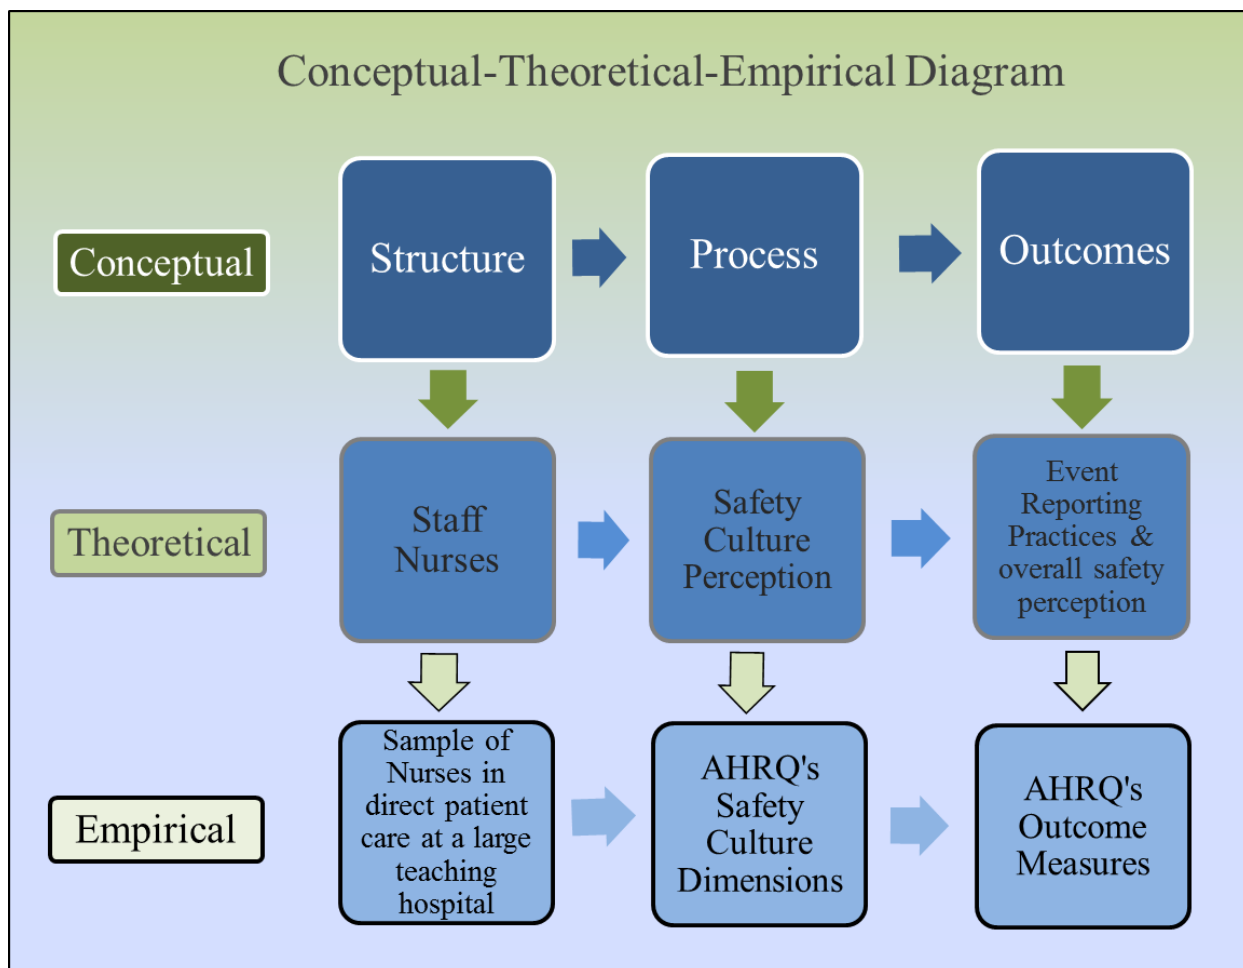 Conceptual-Theoretical-Empirical Diagram
Conceptual
Structure
Process
Outcomes
Theoretical
Staff
Nurses
Safety
Culture
Perception
Event
Reporting
Practices &
overall safety
perception
Empirical
Sample of
Nurses in
direct patient
care at a large
teaching
hospital
AHRQ's
Safety
Culture
Dimensions
AHRQ's
Outcome
Measures